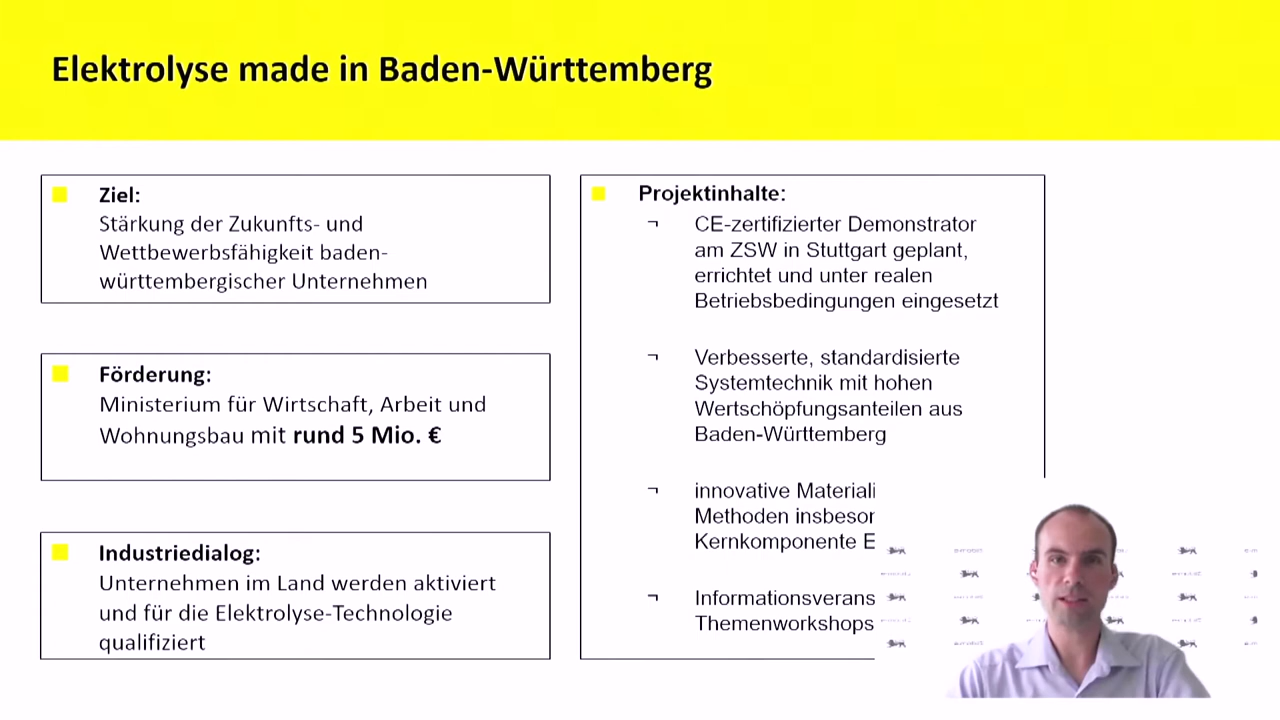 Elektrolyse made in Baden-Württemberg
Ziel:
Stärkung der Zukunfts- und
Wettbewerbsfähigkeit baden-
württembergischer Unternehmen
Förderung:
Ministerium für Wirtschaft, Arbeit und
Wohnungsbau mit rund 5 Mio. €
Industriedialog:
Unternehmen im Land werden aktiviert
und für die Elektrolyse-Technologie
qualifiziert
Projektinhalte:
¬ CE-zertifizierter Demonstrator
am ZSW in Stuttgart geplant,
errichtet und unter realen
Betriebsbedingungen eingesetzt
¬ Verbesserte, standardisierte
Systemtechnik mit hohen
Wertschöpfungsanteilen aus
Baden-Württemberg
¬ innovative Materiali
Methoden insbesor
Kernkomponente E
¬ Informationsverans
Themenworkshops